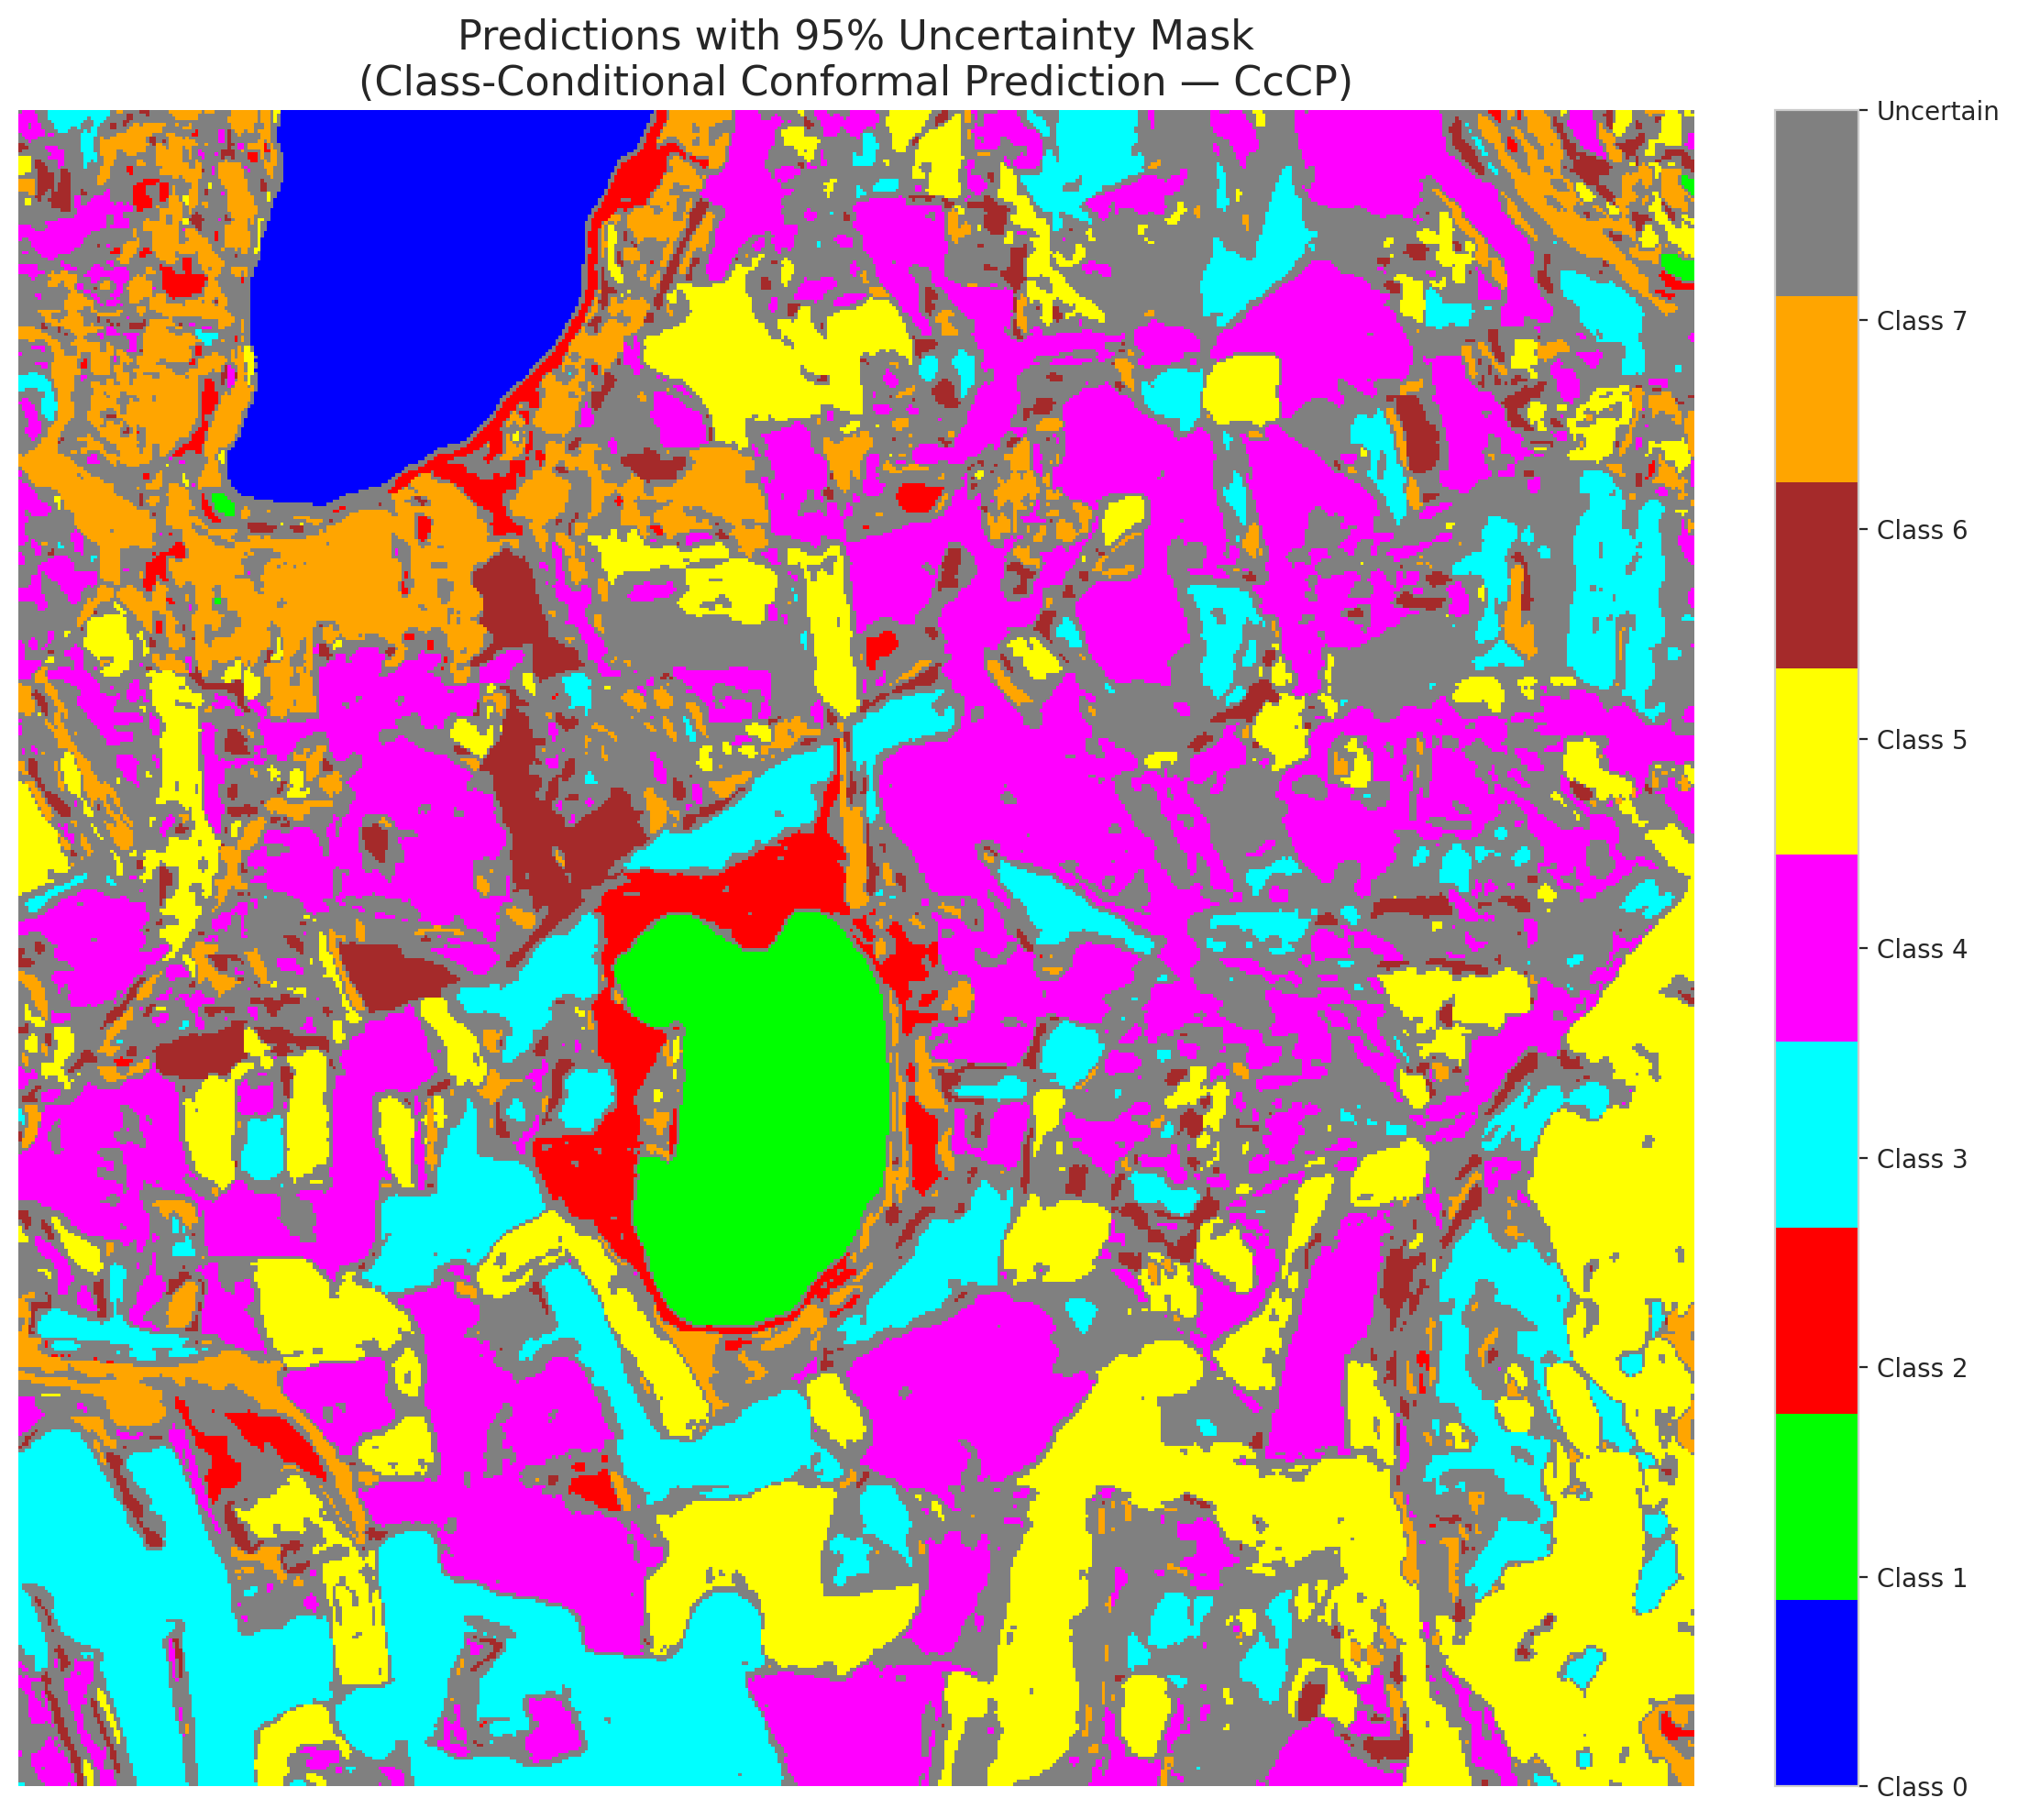 Predictions with 95% Uncertainty Mask
(Class-Conditional Conformal Prediction — CcCP)
Uncertain
Class 7
Class 6
Class 5
Class 4
Class 3
Class 2
Class 1
Class 0